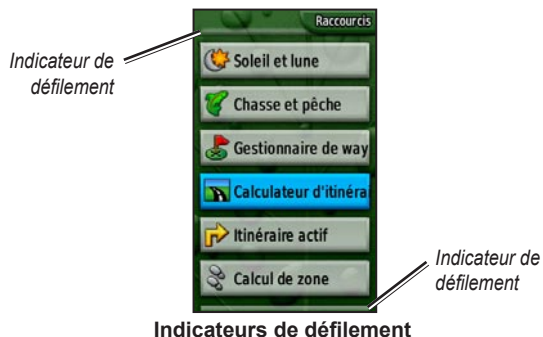 Raccourcis
Indicateur de
défilement
Soleil et lune
Chasse et pêche
Gestionnaire de way
Calculateur d'itinéra
Itinéraire actif
Calcul de zone
Indicateur de
défilement
Indicateurs de défilement